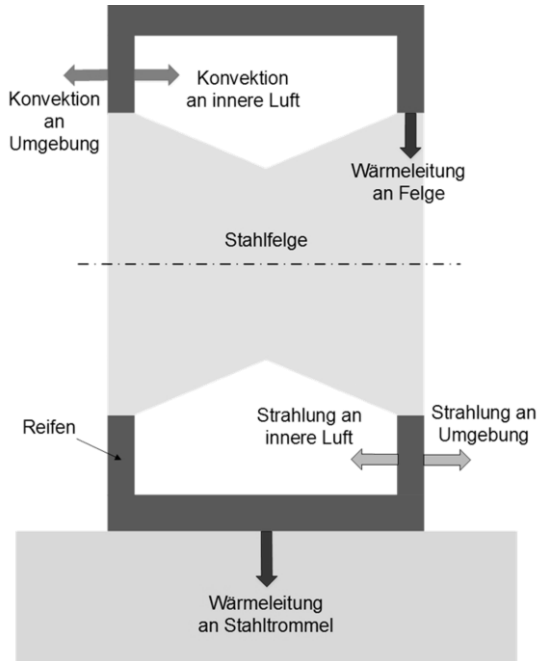 Konvektion
an
Umgebung
Konvektion
an innere Luft
Wärmeleitung
an Felge
Stahlfelge
Reifen
Strahlung an
innere Luft
Strahlung an
Umgebung
Wärmeleitung
an Stahltrommel